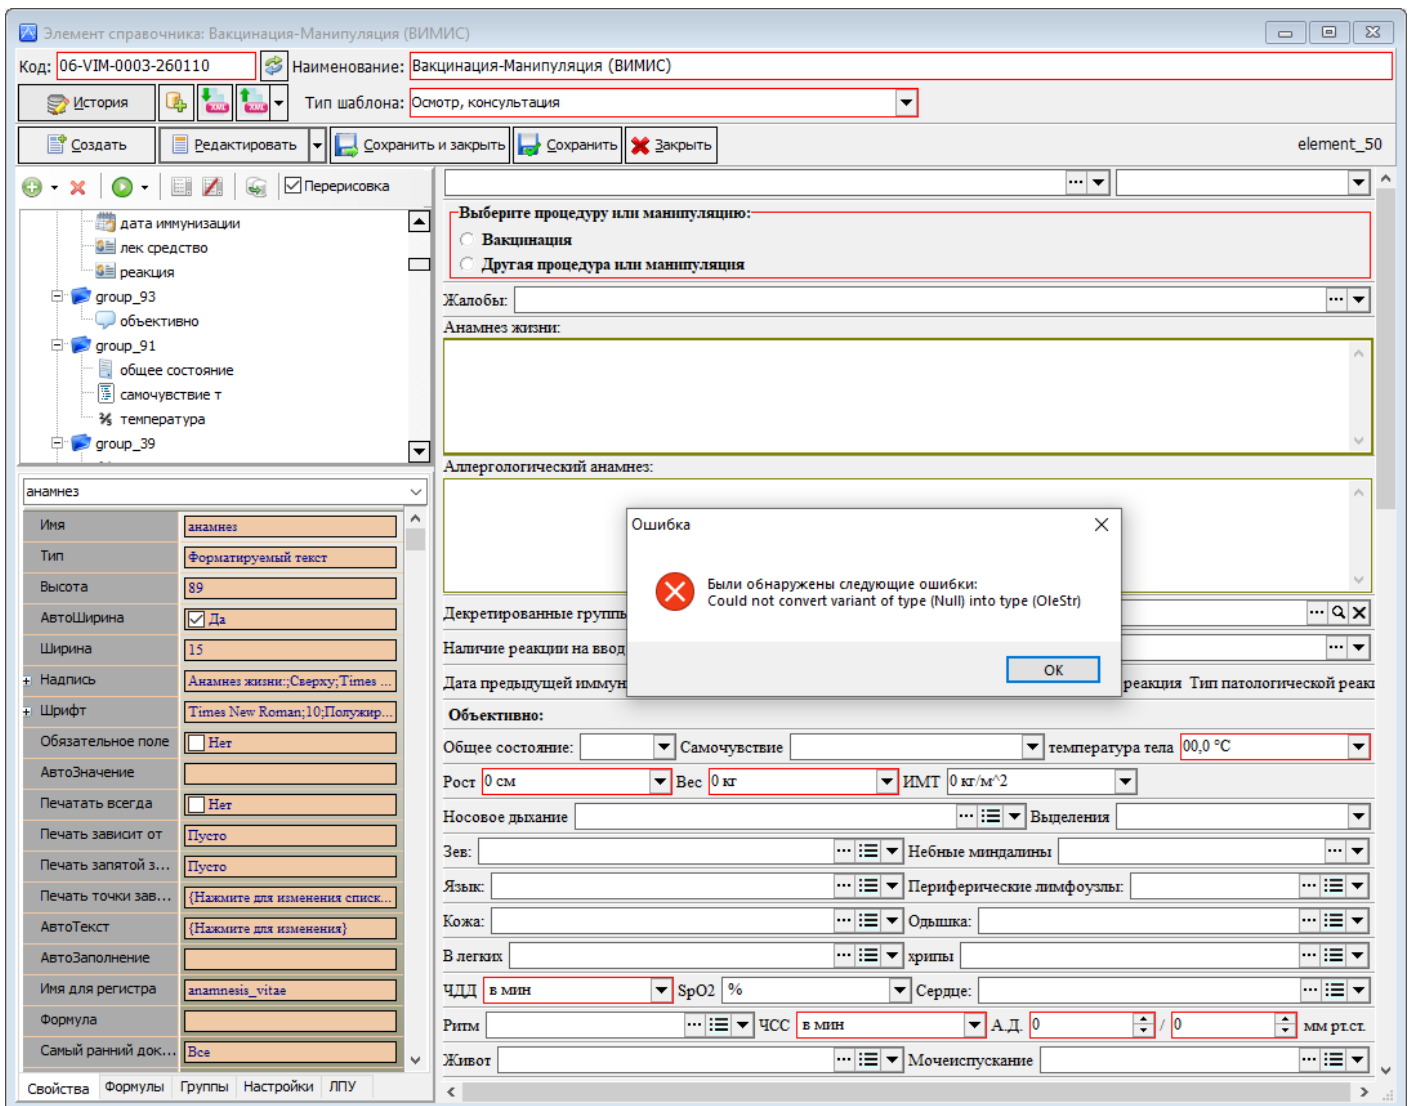 Элемент справочника: Вакцинация-Манипуляция (ВИМИС)
Код: 06-VIM-0003-260110 Наименование: Вакцинация-Манипуляция (ВИМИС)
История Тип шаблона: Осмотр, консультация
Создать Редактировать Сохранить и закрыть Сохранить Закрыть element_50
Перерисовка
дата иммунизации
лек средство
реакция
group_93
объективно
group_91
общее состояние
самочувствие т
температура
group_39
анамнез
Имя анамнез
Тип Форматируемый текст
Высота 89
АвтоШирина Да
Ширина 15
Надпись Анамнез жизни:;Сверху;Times ...
Шрифт Times New Roman;10;Полужир...
Обязательное поле Нет
АвтоЗначение
Печатать всегда Нет
Печать зависит от Пусто
Печать запятой з... Пусто
Печать точки зав... {Нажмите для изменения списк...
АвтоТекст {Нажмите для изменения}
АвтоЗаполнение
Имя для регистра anamnesis_vitae
Формула
Самый ранний док... Все
Свойства Формулы Группы Настройки ЛПУ
Выберите процедуру или манипуляцию:
Вакцинация
Другая процедура или манипуляция
Жалобы:
Анамнез жизни:
Аллергологический анамнез:
Декретированные группы
Наличие реакции на ввод
Дата предыдущей иммун реакция Тип патологической реакц
Объективно:
Общее состояние: Самочувствие температура тела 00,0 °C
Рост 0 см Вес 0 кг ИМТ 0 кг/м^2
Носовое дыхание Выделения
Зев: Небные миндалины
Язык: Периферические лимфоузлы:
Кожа: Одышка:
В легких хрипы
ЧДД в мин SpO2 % Сердце:
Ритм ЧСС в мин А.Д. 0 / 0 мм рт.ст.
Живот Мочеиспускание
Ошибка
Были обнаружены следующие ошибки:
Could not convert variant of type (Null) into type (OleStr)
OK